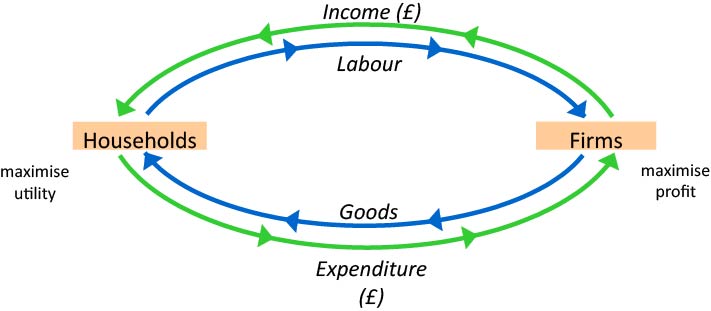 Income (£)
Labour
Households
Firms
maximise
utility
maximise
profit
Goods
Expenditure
(£)